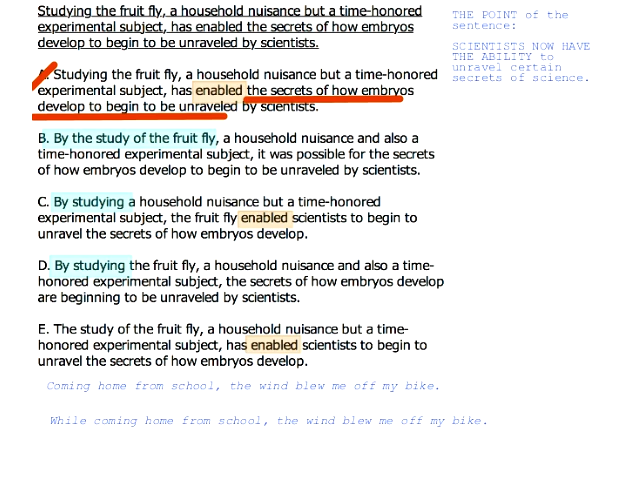 Studying the fruit fly, a household nuisance but a time-honored
experimental subject, has enabled the secrets of how embryos
develop to begin to be unraveled by scientists.
THE POINT of the
sentence:
SCIENTISTS NOW HAVE
THE ABILITY to
unravel certain
secrets of science.
A. Studying the fruit fly, a household nuisance but a time-honored
experimental subject, has enabled the secrets of how embryos
develop to begin to be unraveled by scientists.
B. By the study of the fruit fly, a household nuisance and also a
time-honored experimental subject, it was possible for the secrets
of how embryos develop to begin to be unraveled by scientists.
C. By studying a household nuisance but a time-honored
experimental subject, the fruit fly enabled scientists to begin to
unravel the secrets of how embryos develop.
D. By studying the fruit fly, a household nuisance and also a time-
honored experimental subject, the secrets of how embryos develop
are beginning to be unraveled by scientists.
E. The study of the fruit fly, a household nuisance but a time-
honored experimental subject, has enabled scientists to begin to
unravel the secrets of how embryos develop.
Coming home from school, the wind blew me off my bike.
While coming home from school, the wind blew me off my bike.